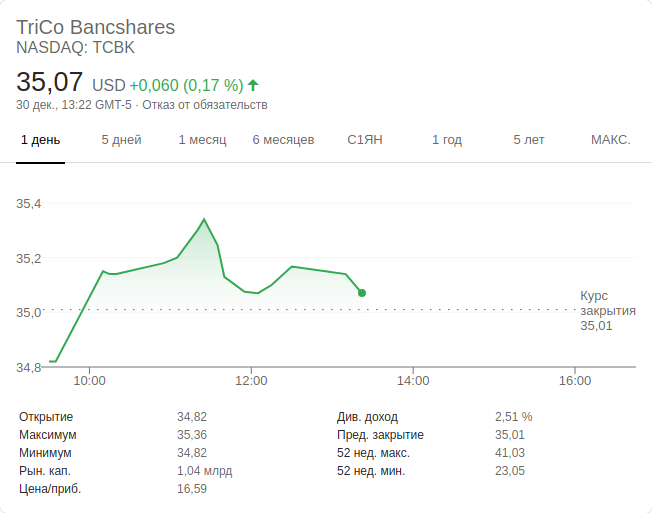 TriCo Bancshares
NASDAQ: TCBK
35,07 USD +0,060 (0,17 %)
30 дек., 13:22 GMT-5 · Отказ от обязательств
1 день 5 дней 1 месяц 6 месяцев С1ЯН 1 год 5 лет МАКС.
35,4
35,2
35,0
34,8
Курс
закрытия
35,01
10:00 12:00 14:00 16:00
Открытие 34,82 Див. доход 2,51 %
Максимум 35,36 Пред. закрытие 35,01
Минимум 34,82 52 нед. макс. 41,03
Рын. кап. 1,04 млрд 52 нед. мин. 23,05
Цена/приб. 16,59